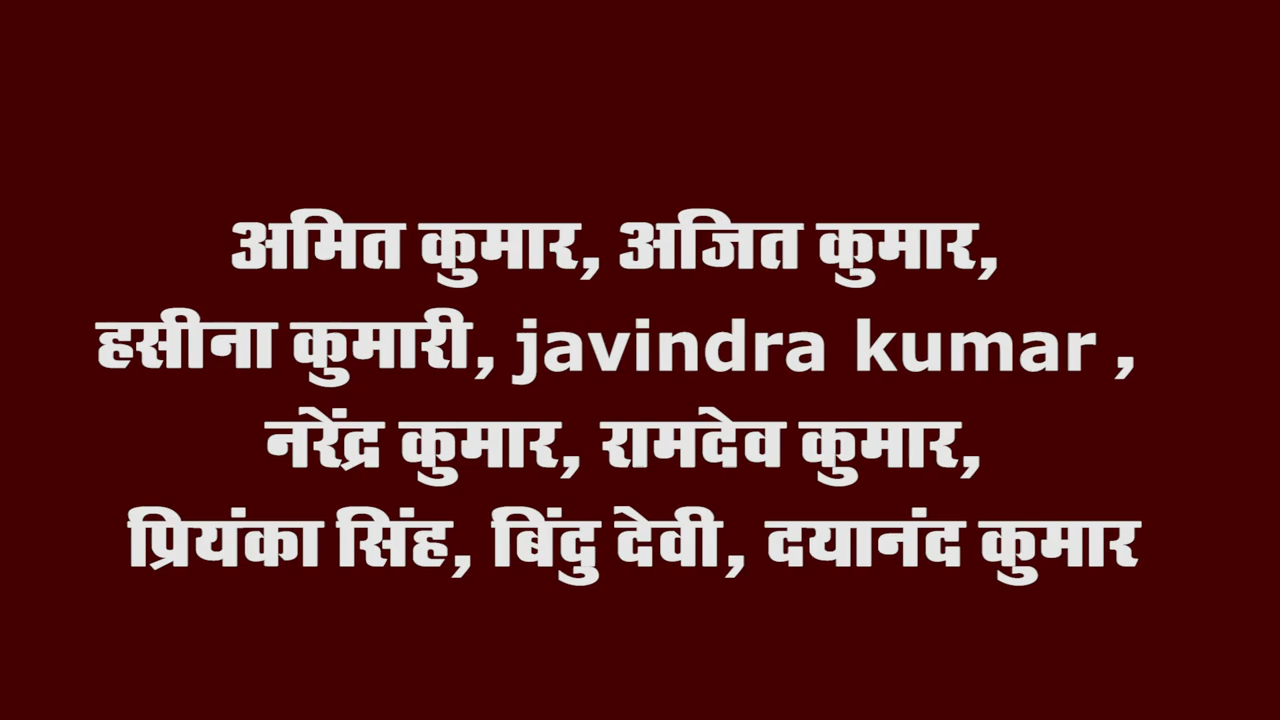 अमित कुमार, अजित कुमार,
हसीना कुमारी, javindra kumar ,
नरेंद्र कुमार, रामदेव कुमार,
प्रियंका सिंह, बिंदु देवी, दयानंद कुमार